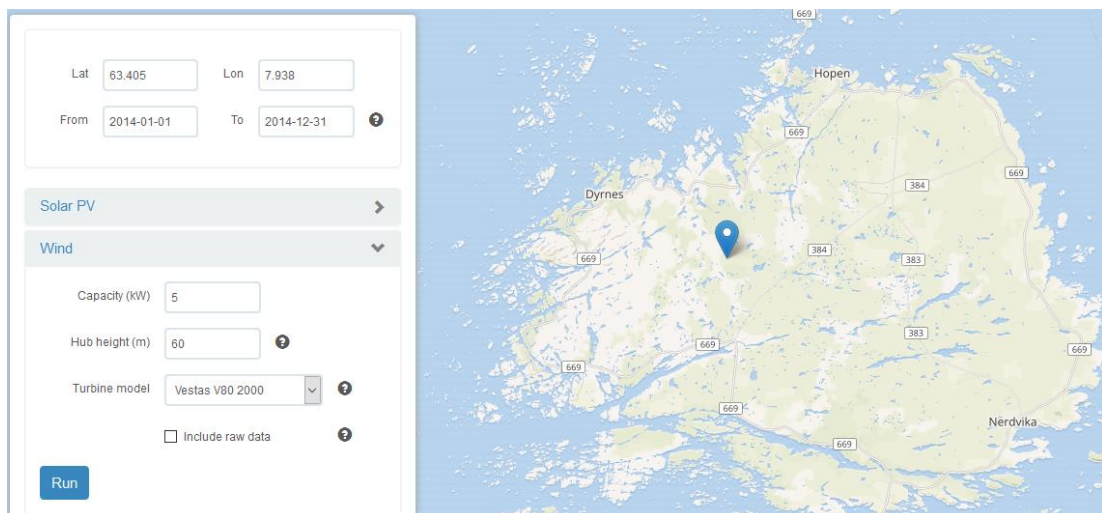 Lat 63.405 Lon 7.938
From 2014-01-01 To 2014-12-31 ?
Solar PV
Wind
Capacity (kW) 5
Hub height (m) 60 ?
Turbine model Vestas V80 2000 ?
Include raw data ?
Run
669
Hopen
669
669
384
Dyrnes
384
669
383
383
669
669
669
669
Nerdvika
669